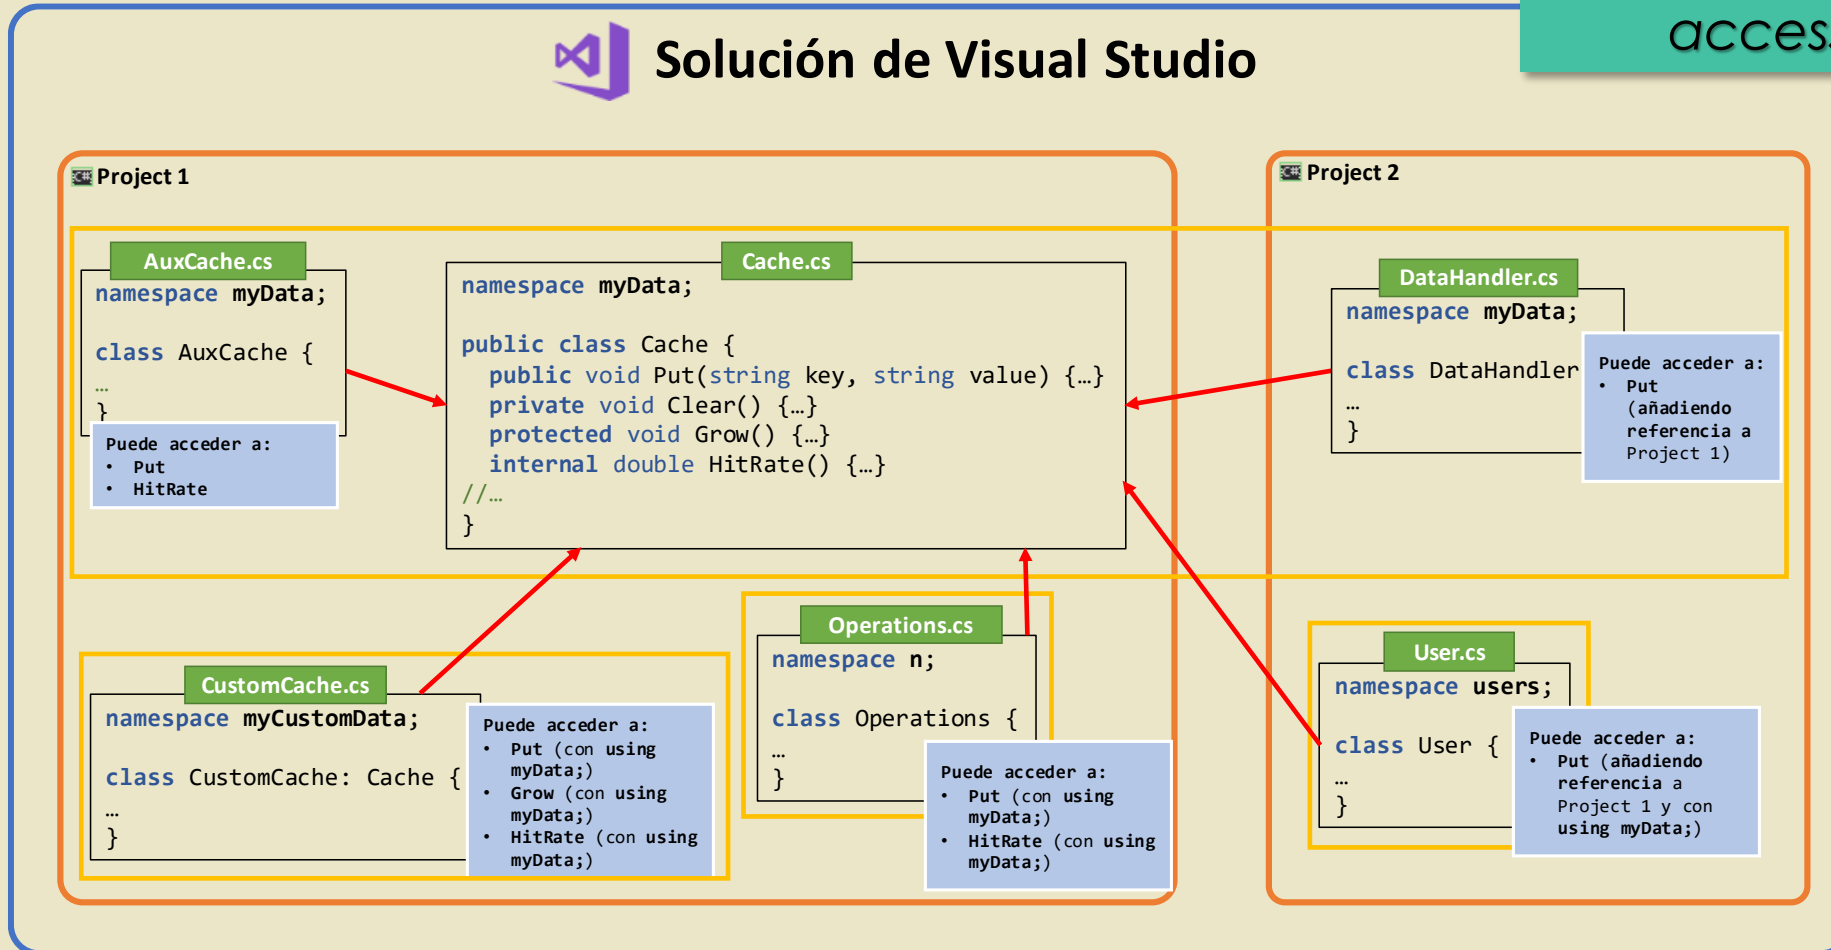 acces
Solución de Visual Studio
C#
Project 1
C#
Project 2
AuxCache.cs
namespace myData;
class AuxCache {
…
}
Puede acceder a:
• Put
• HitRate
Cache.cs
namespace myData;
public class Cache {
public void Put(string key, string value) {…}
private void Clear() {…}
protected void Grow() {…}
internal double HitRate() {…}
//…
}
DataHandler.cs
namespace myData;
class DataHandler
…
}
Puede acceder a:
• Put
(añadiendo
referencia a
Project 1)
CustomCache.cs
namespace myCustomData;
class CustomCache: Cache {
…
}
Puede acceder a:
• Put (con using
myData;)
• Grow (con using
myData;)
• HitRate (con using
myData;)
Operations.cs
namespace n;
class Operations {
…
}
Puede acceder a:
• Put (con using
myData;)
• HitRate (con using
myData;)
User.cs
namespace users;
class User {
…
}
Puede acceder a:
• Put (añadiendo
referencia a
Project 1 y con
using myData;)